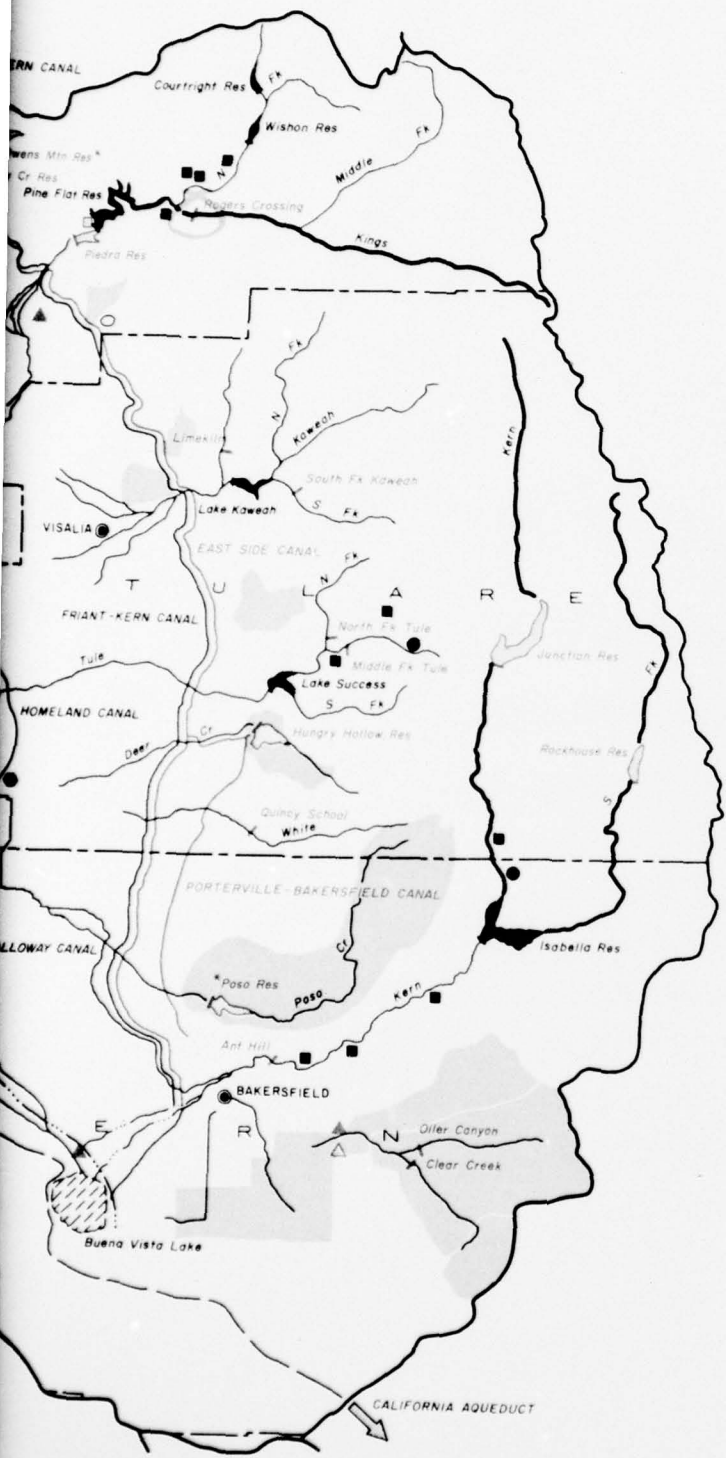 ERN CANAL
Courtright Res
Fk
Wishon Res
wens Mtn Res*
Cr Res
Pine Flat Res
N
Middle
Fk
Rogers Crossing
Kings
Piedra Res
Fk
N
Kaweah
Kern
Limekiln
South Fk Kaweah
Lake Kaweah
S
Fk
VISALIA
EAST SIDE CANAL
Fk
N
T U L A R E
FRIANT-KERN CANAL
North Fk Tule
Tule
Middle Fk Tule
Junction Res
Fk
Lake Success
HOMELAND CANAL
S
Fk
Deer
Cr
Hungry Hollow Res
Rockhouse Res
S
Quincy School
White
PORTERVILLE-BAKERSFIELD CANAL
LLOWAY CANAL
Cr
Isabella Res
*Poso Res
Poso
Kern
Ant Hill
BAKERSFIELD
E R N
Oiler Canyon
Clear Creek
Buena Vista Lake
CALIFORNIA AQUEDUCT